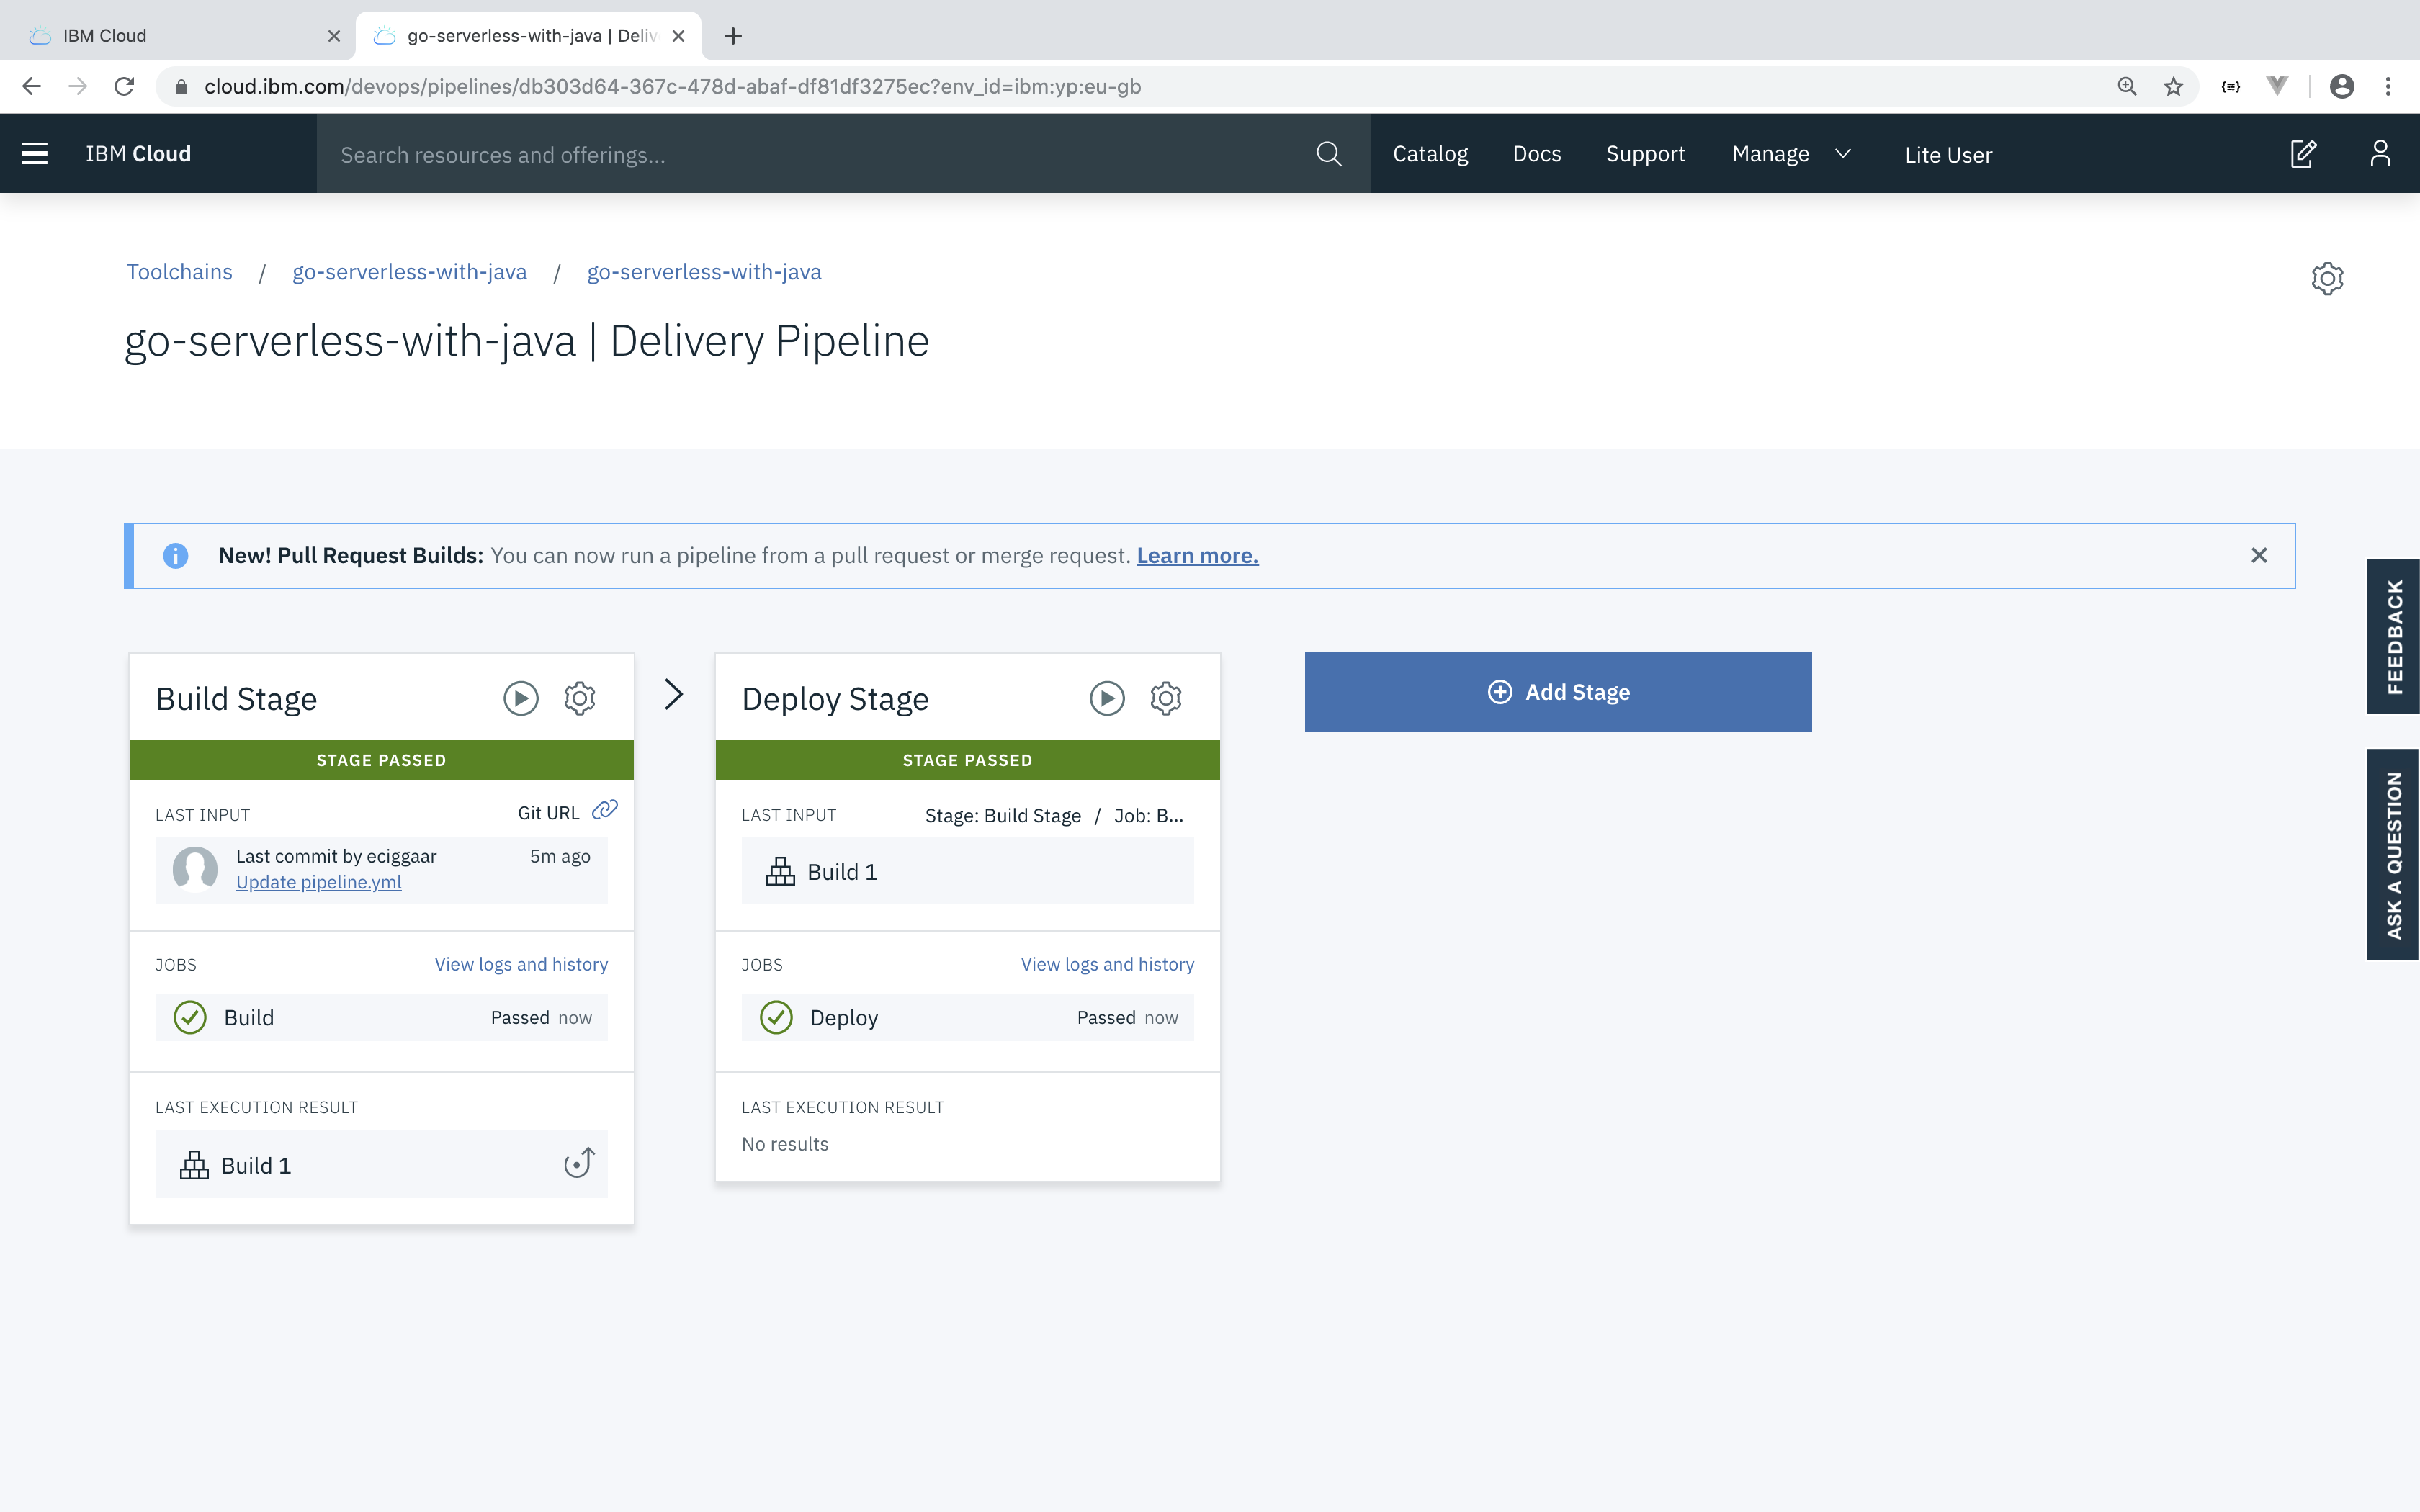 IBM Cloud
go-serverless-with-java | Deliv
cloud.ibm.com/devops/pipelines/db303d64-367c-478d-abaf-df81df3275ec?env_id=ibm:yp:eu-gb
IBM Cloud
Search resources and offerings...
Catalog
Docs
Support
Manage
Lite User
Toolchains / go-serverless-with-java / go-serverless-with-java
go-serverless-with-java | Delivery Pipeline
New! Pull Request Builds: You can now run a pipeline from a pull request or merge request. Learn more.
FEEDBACK
ASK A QUESTION
Build Stage
STAGE PASSED
LAST INPUT
Git URL
Last commit by eciggaar
5m ago
Update pipeline.yml
JOBS
View logs and history
Build
Passed now
LAST EXECUTION RESULT
Build 1
Deploy Stage
STAGE PASSED
LAST INPUT
Stage: Build Stage / Job: B...
Build 1
JOBS
View logs and history
Deploy
Passed now
LAST EXECUTION RESULT
No results
Add Stage